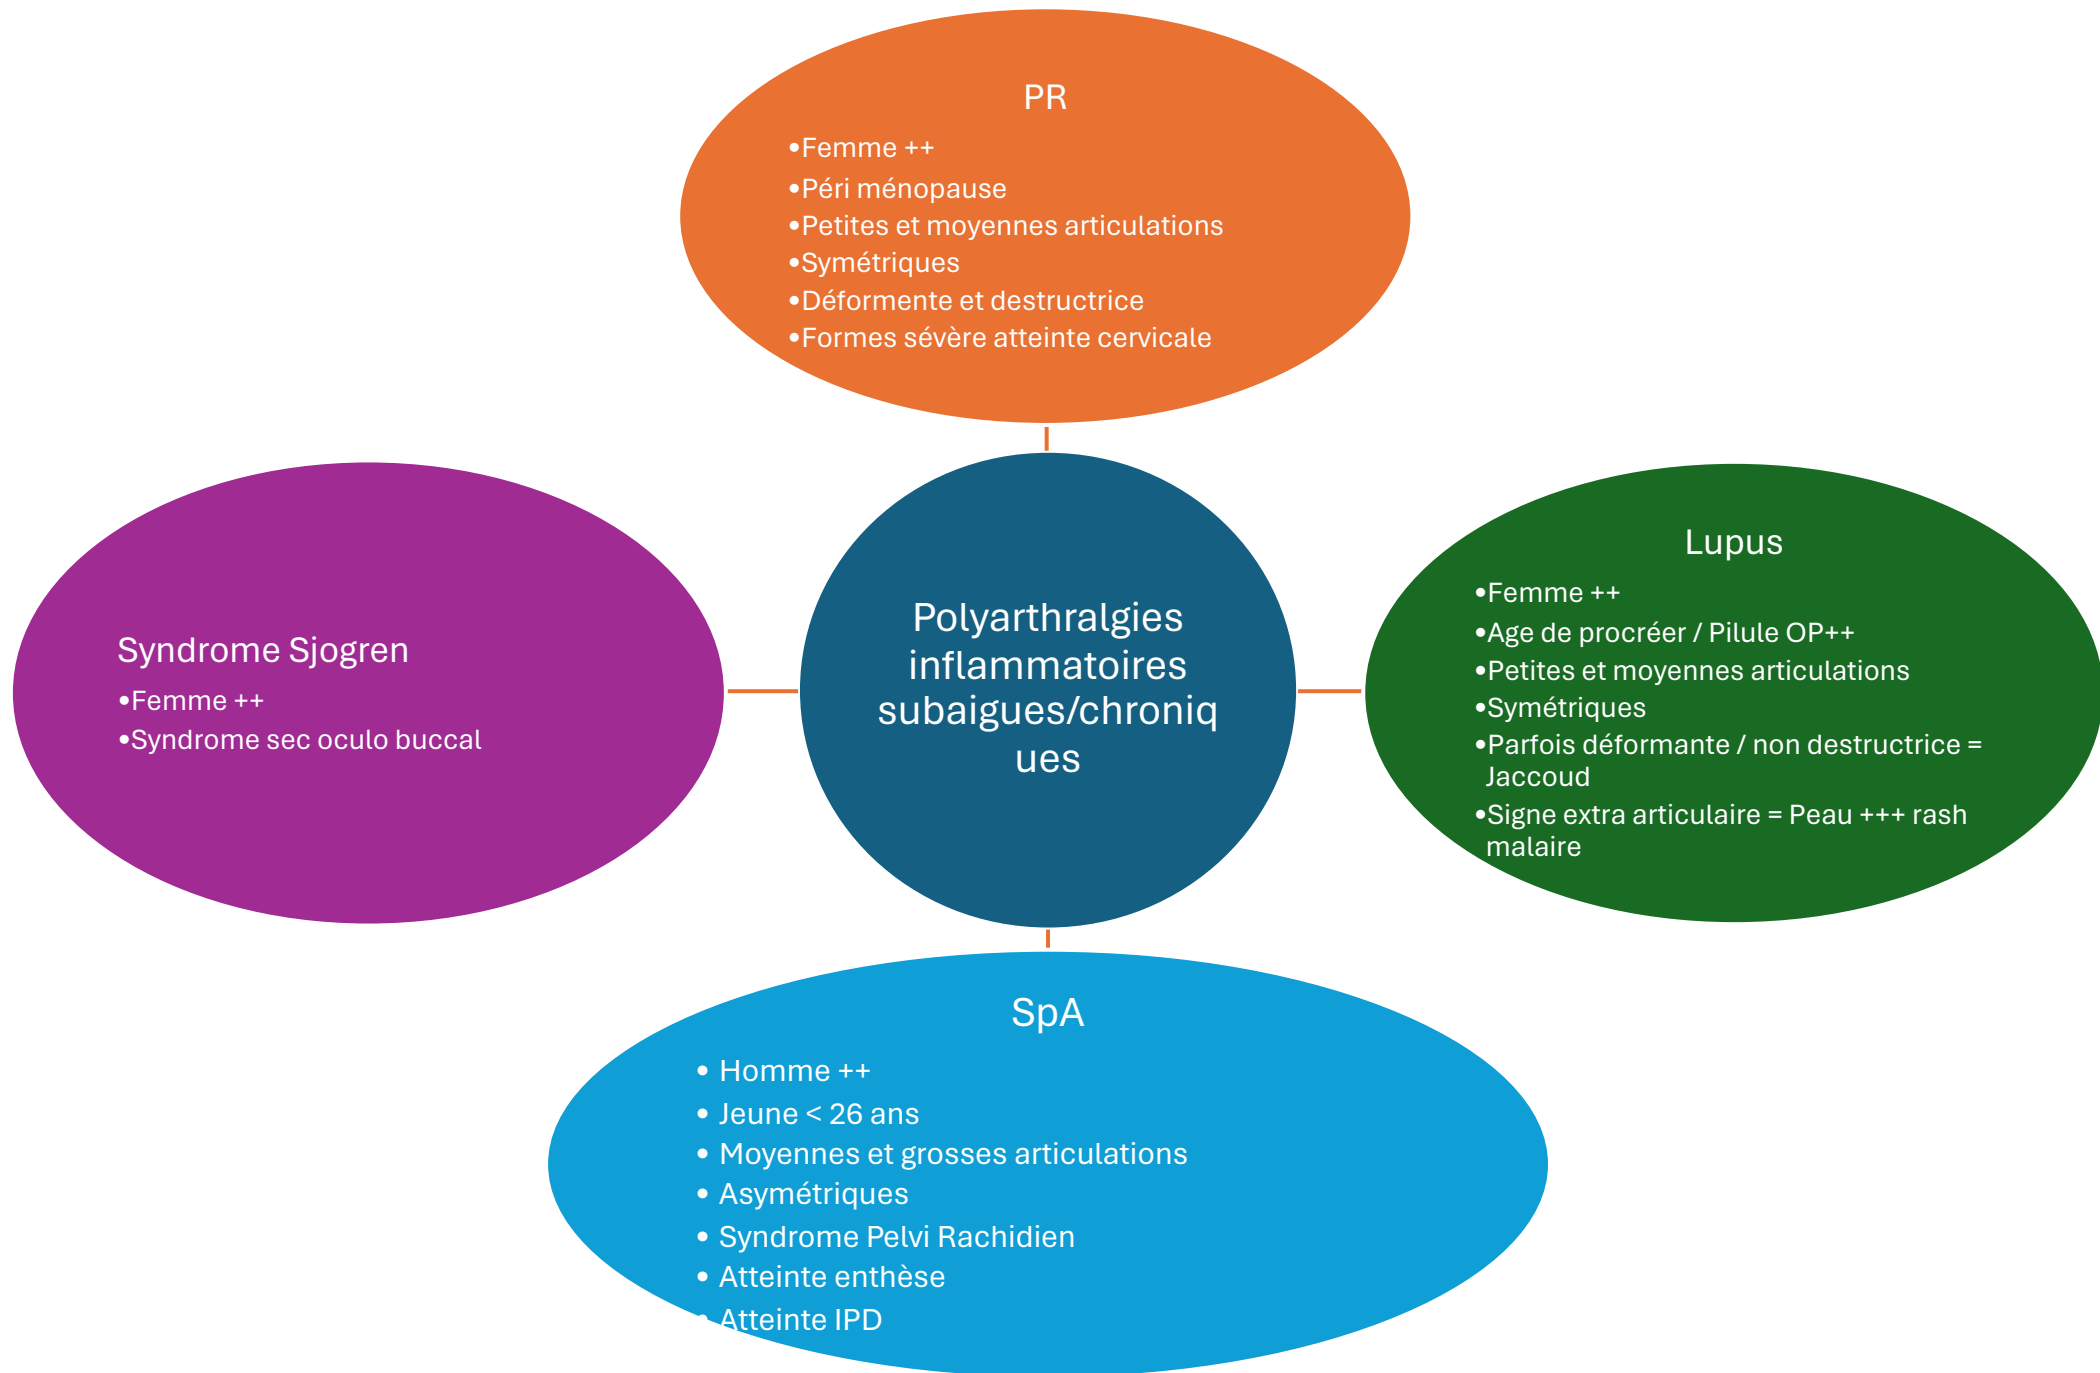 PR
•Femme ++
•Péri ménopause
•Petites et moyennes articulations
•Symétriques
•Déformente et destructrice
•Formes sévère atteinte cervicale
Polyarthralgies
inflammatoires
subaigues/chroniq
ues
Lupus
•Femme ++
•Age de procréer / Pilule OP++
•Petites et moyennes articulations
•Symétriques
•Parfois déformante / non destructrice =
Jaccoud
•Signe extra articulaire = Peau +++ rash
malaire
SpA
• Homme ++
• Jeune < 26 ans
• Moyennes et grosses articulations
• Asymétriques
• Syndrome Pelvi Rachidien
• Atteinte enthèse
• Atteinte IPD
Syndrome Sjogren
•Femme ++
•Syndrome sec oculo buccal